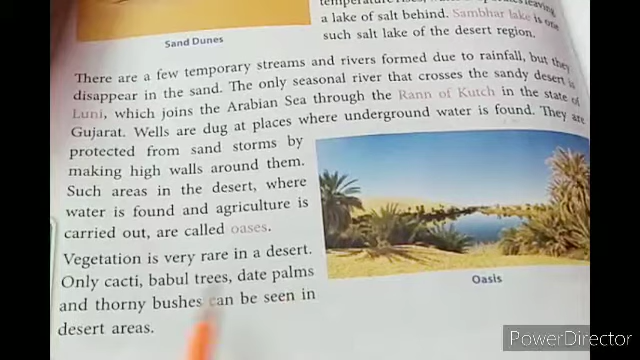 temperature rises, water evaporates leaving
a lake of salt behind. Sambhar lake is one
such salt lake of the desert region.
Sand Dunes
There are a few temporary streams and rivers formed due to rainfall, but they
disappear in the sand. The only seasonal river that crosses the sandy desert is
Luni, which joins the Arabian Sea through the Rann of Kutch in the state of
Gujarat. Wells are dug at places where underground water is found. They are
protected from sand storms by
making high walls around them.
Such areas in the desert, where
water is found and agriculture is
carried out, are called oases.
Vegetation is very rare in a desert.
Only cacti, babul trees, date palms
and thorny bushes can be seen in
desert areas.
Oasis
PowerDirector